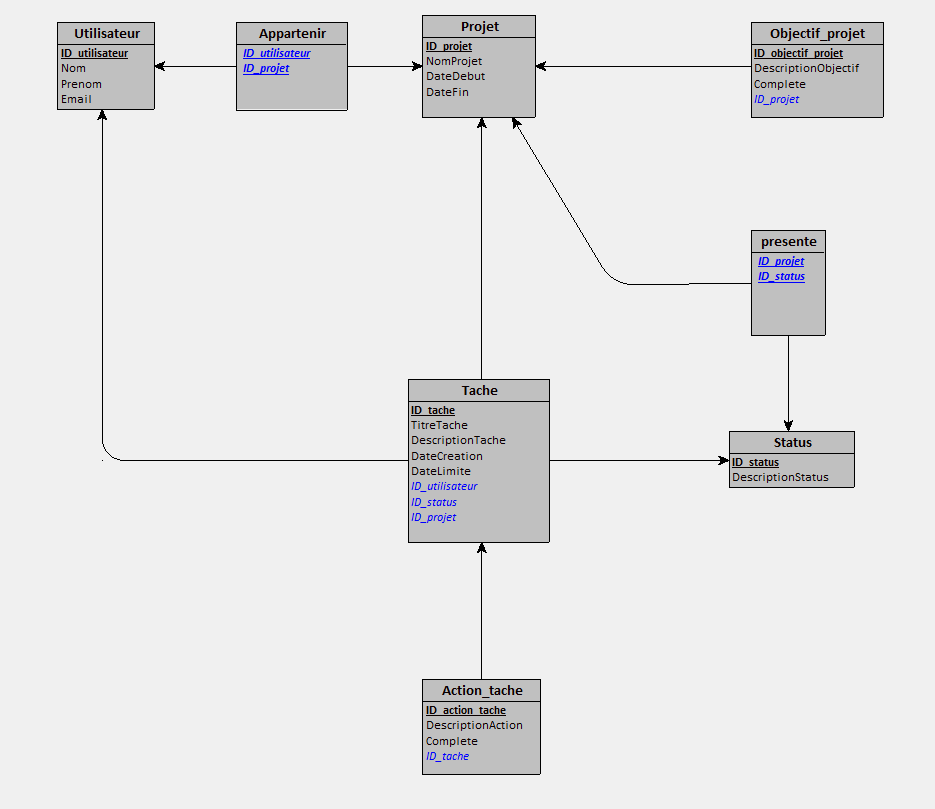 Utilisateur
ID_utilisateur
Nom
Prenom
Email
Appartenir
ID_utilisateur
ID_projet
Projet
ID_projet
NomProjet
DateDebut
DateFin
Objectif_projet
ID_objectif_projet
DescriptionObjectif
Complete
ID_projet
presente
ID_projet
ID_status
Tache
ID_tache
TitreTache
DescriptionTache
DateCreation
DateLimite
ID_utilisateur
ID_status
ID_projet
Status
ID_status
DescriptionStatus
Action_tache
ID_action_tache
DescriptionAction
Complete
ID_tache